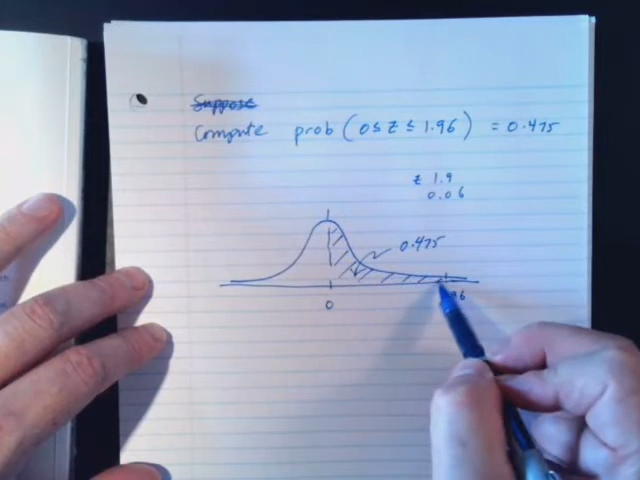 Suppose
Compute prob (0 ≤ z ≤ 1.96) = 0.475
z 1.9
0.06
0.475
0